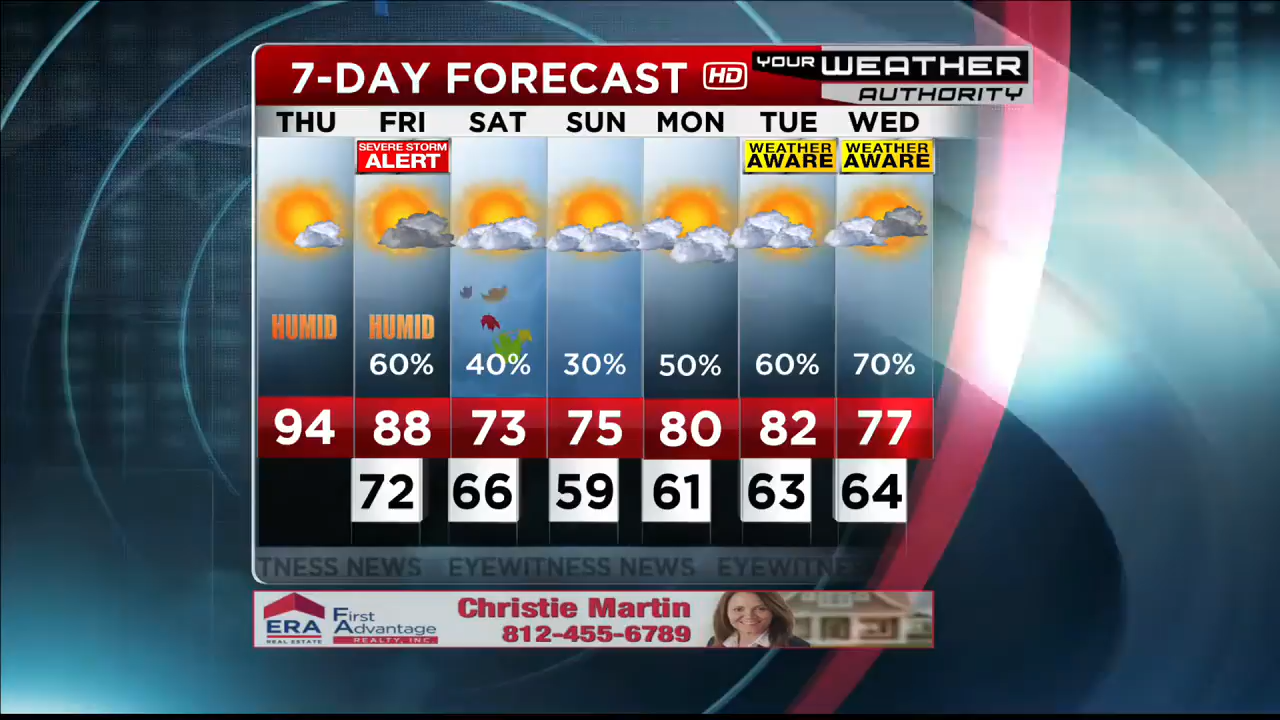 7-DAY FORECAST HD YOUR WEATHER
AUTHORITY
THU FRI SAT SUN MON TUE WED
SEVERE STORM ALERT WEATHER AWARE WEATHER AWARE
HUMID HUMID
60% 40% 30% 50% 60% 70%
94 88 73 75 80 82 77
72 66 59 61 63 64
TNESS NEWS EYEWITNESS NEWS EYEWITNE
ERA REAL ESTATE
First Advantage REALTY, INC.
Christie Martin
812-455-6789